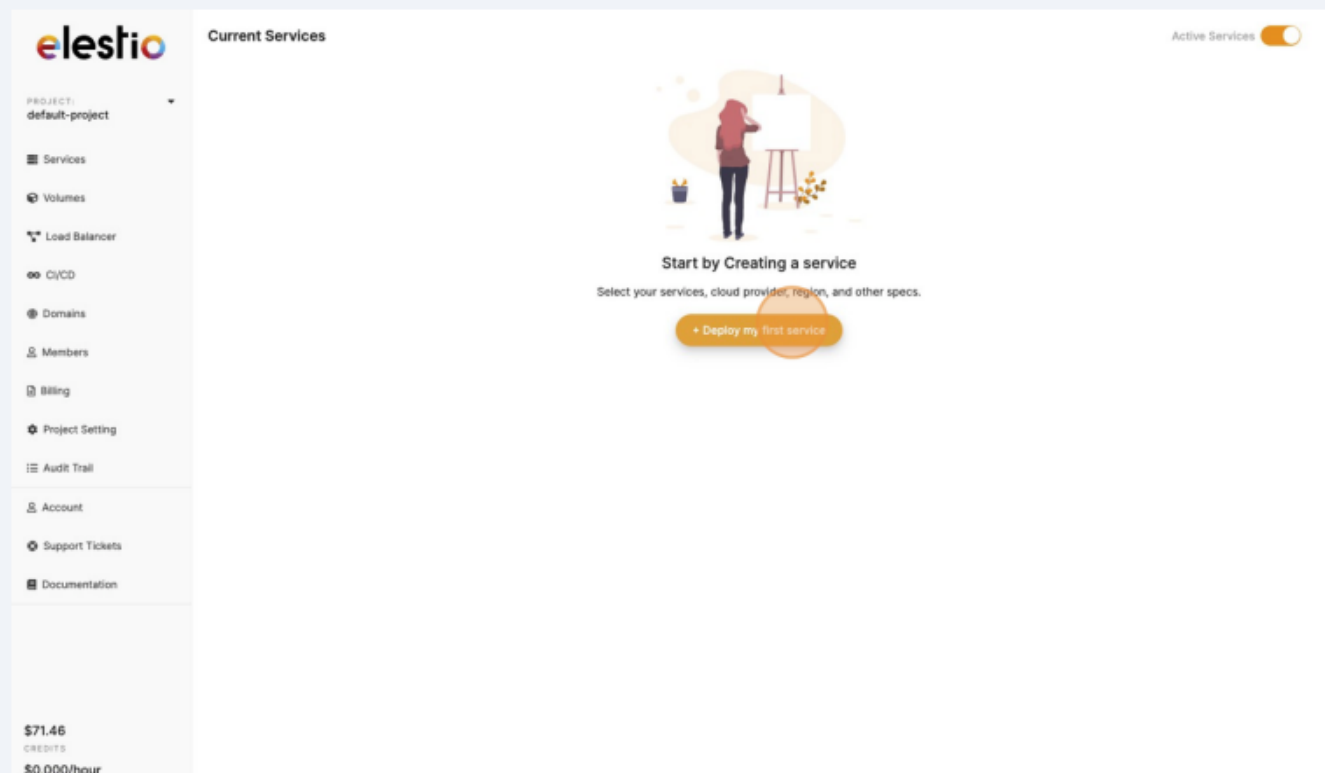 elestio
PROJECT:
default-project
Services
Volumes
Load Balancer
CI/CD
Domains
Members
Billing
Project Setting
Audit Trail
Account
Support Tickets
Documentation
$71.46
CREDITS
$0.000/hour
Current Services
Active Services
Start by Creating a service
Select your services, cloud provider, region, and other specs.
+ Deploy my first service